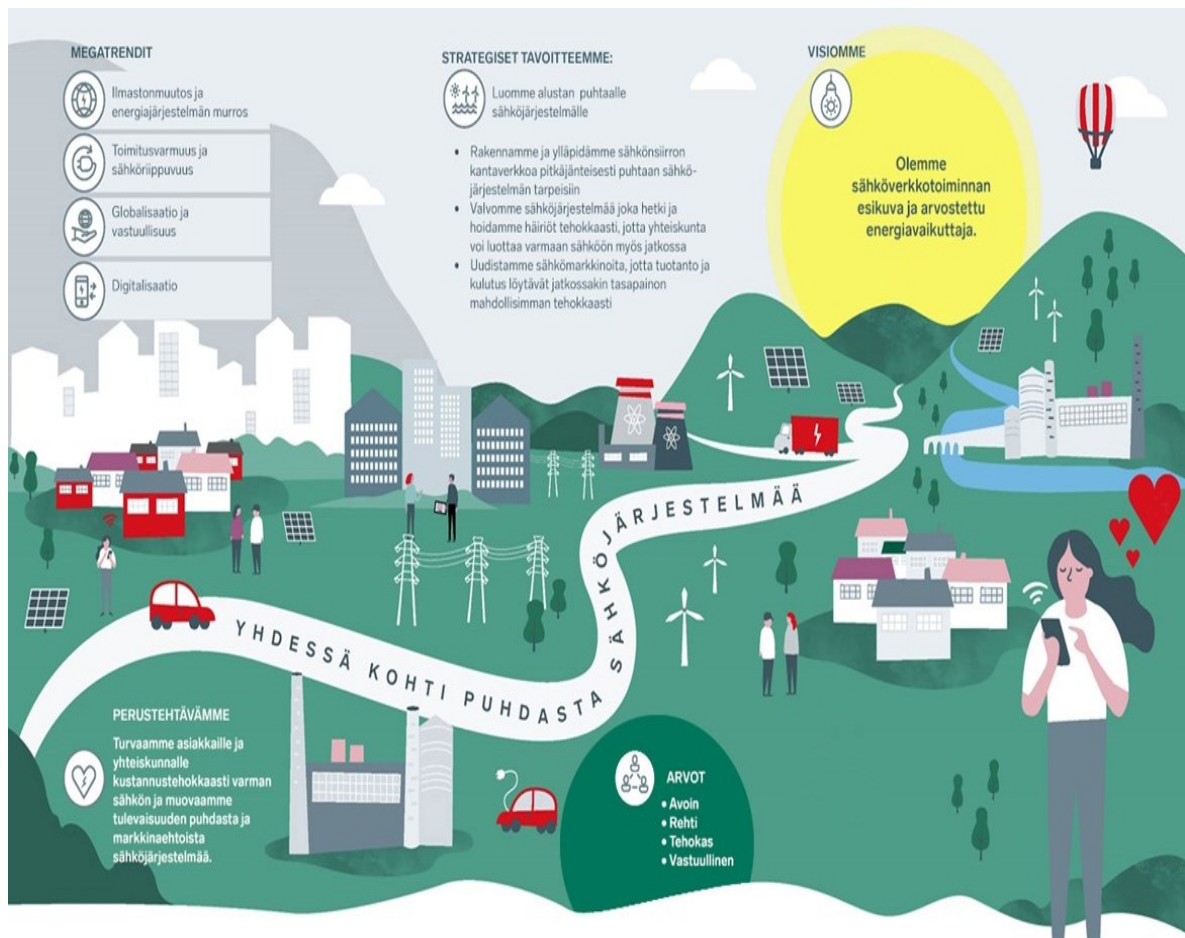 MEGATRENDIT
Ilmastonmuutos ja
energiajärjestelmän murros
Toimitusvarmuus ja
sähköriippuvuus
Globalisaatio ja
vastuullisuus
Digitalisaatio
STRATEGISET TAVOITTEEMME:
Luomme alustan puhtaalle
sähköjärjestelmälle
• Rakennamme ja ylläpidämme sähkönsiirron
kantaverkkoa pitkäjänteisesti puhtaan sähkö-
järjestelmän tarpeisiin
• Valvomme sähköjärjestelmää joka hetki ja
hoidamme häiriöt tehokkaasti, jotta yhteiskunta
voi luottaa varmaan sähköön myös jatkossa
• Uudistamme sähkömarkkinoita, jotta tuotanto ja
kulutus löytävät jatkossakin tasapainon
mahdollisimman tehokkaasti
VISIOMME
Olemme
sähköverkkotoiminnan
esikuva ja arvostettu
energiavaikuttaja.
YHDESSÄ KOHTI PUHDASTA SÄHKÖJÄRJESTELMÄÄ
PERUSTEHTÄVÄMME
Turvaamme asiakkaille ja
yhteiskunnalle
kustannustehokkaasti varman
sähkön ja muovaamme
tulevaisuuden puhdasta ja
markkinaehtoista
sähköjärjestelmää.
ARVOT
• Avoin
• Rehti
• Tehokas
• Vastuullinen